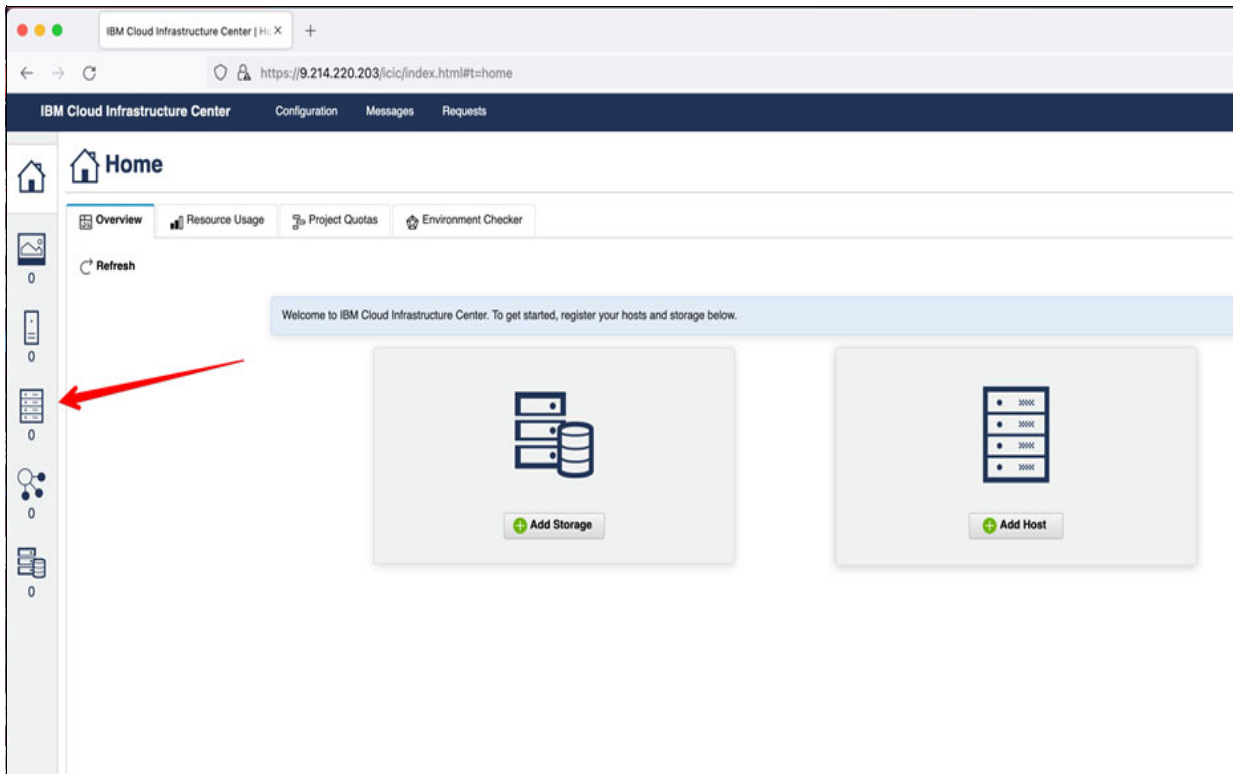 IBM Cloud Infrastructure Center | Ho
https://9.214.220.203/icic/index.html#t=home
IBM Cloud Infrastructure Center Configuration Messages Requests
Home
Overview Resource Usage Project Quotas Environment Checker
Refresh
Welcome to IBM Cloud Infrastructure Center. To get started, register your hosts and storage below.
0
0
0
0
0
Add Storage Add Host